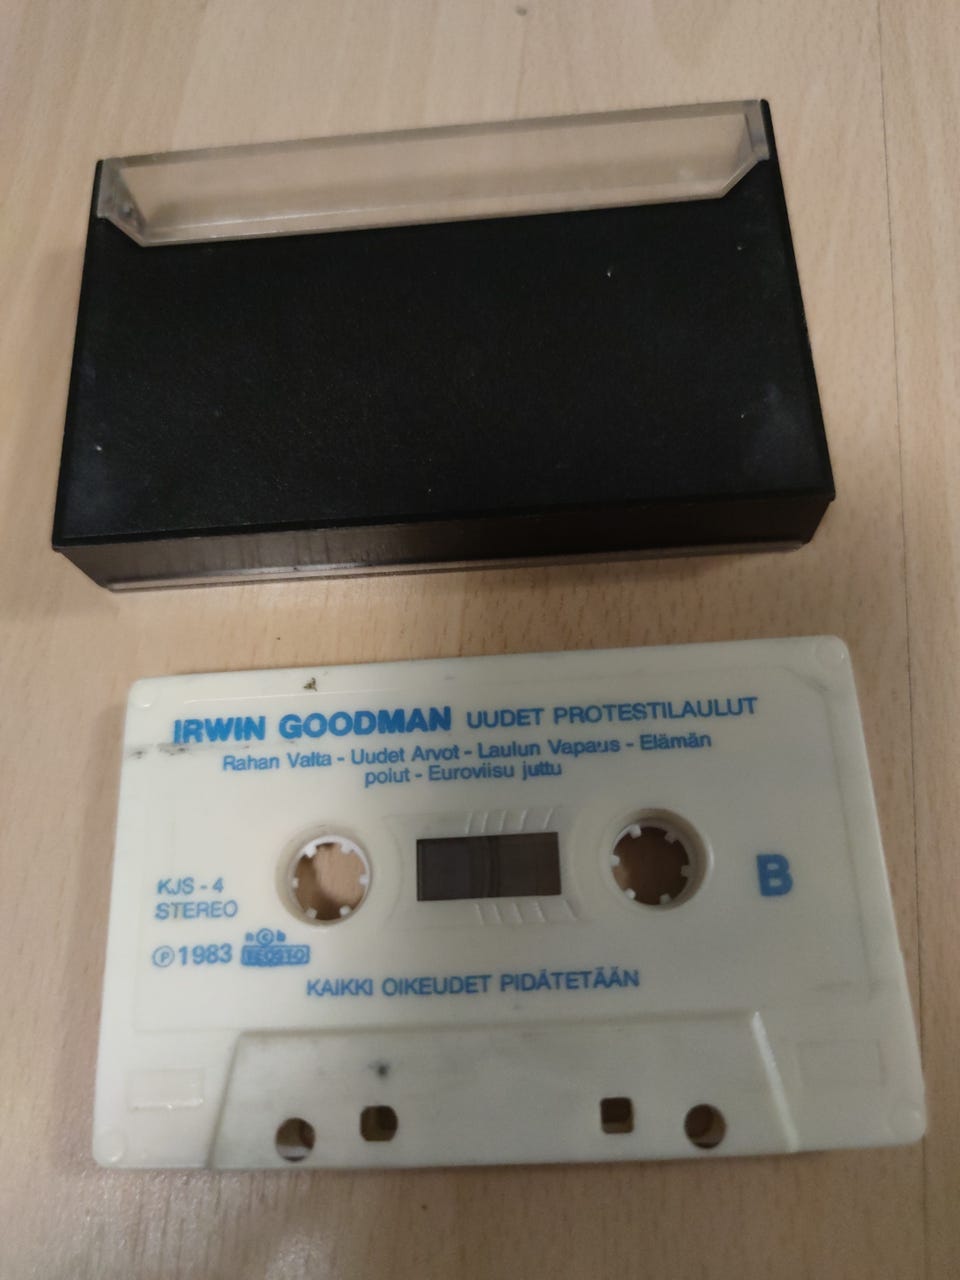 IRWIN GOODMAN UUDET PROTESTILAULUT
Rahan Valta - Uudet Arvot - Laulun Vapaus - Elämän
polut - Euroviisu juttu
B
KJS - 4
STEREO
n©b
℗ 1983 TEOSTO
KAIKKI OIKEUDET PIDÄTETÄÄN